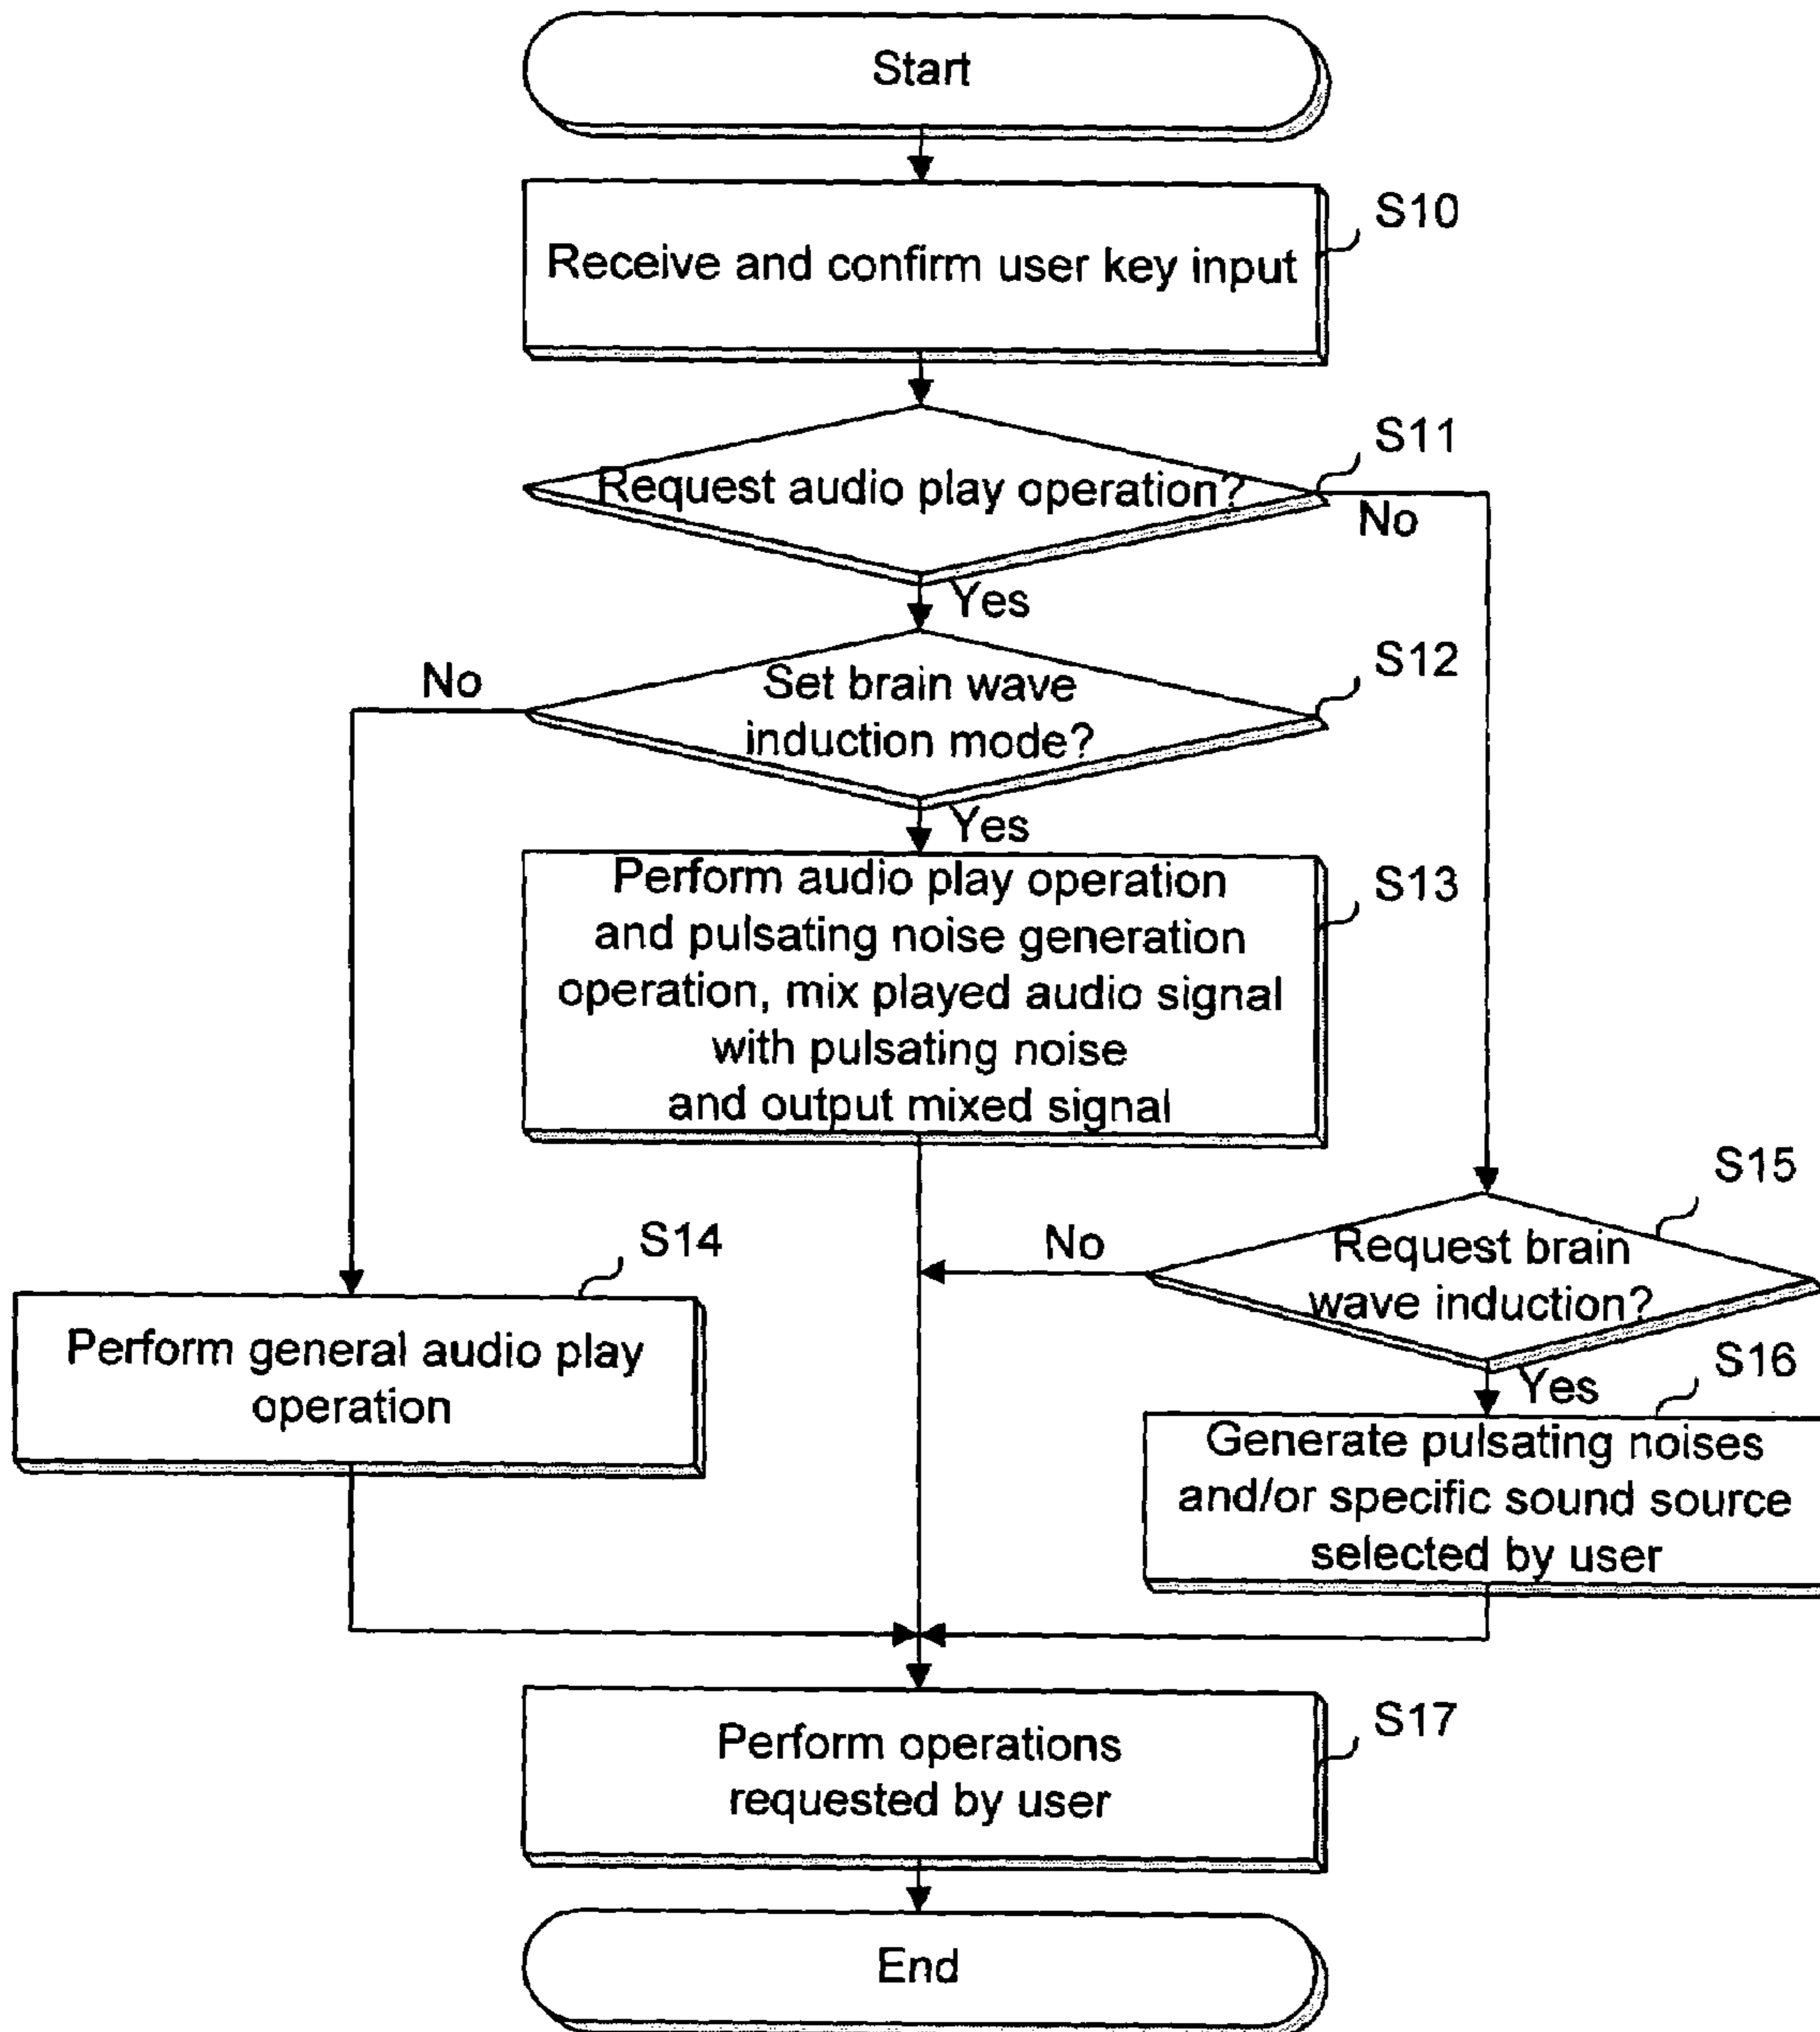 Start
S10
Receive and confirm user key input
S11
Request audio play operation?
No
Yes
S12
No
Set brain wave
induction mode?
Yes
S13
Perform audio play operation
and pulsating noise generation
operation, mix played audio signal
with pulsating noise
and output mixed signal
S15
No
Request brain
wave induction?
S14
Perform general audio play
operation
S16
Yes
Generate pulsating noises
and/or specific sound source
selected by user
S17
Perform operations
requested by user
End